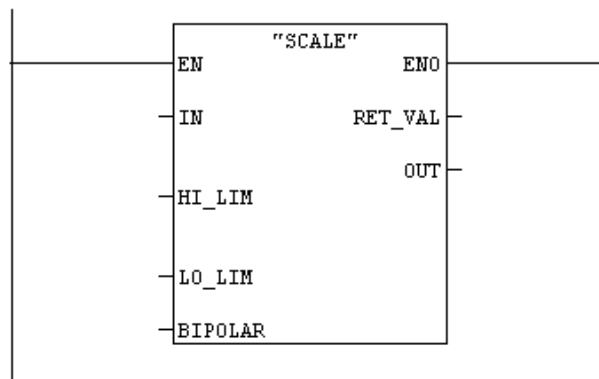 "SCALE"
EN ENO
IN RET_VAL
OUT
HI_LIM
LO_LIM
BIPOLAR